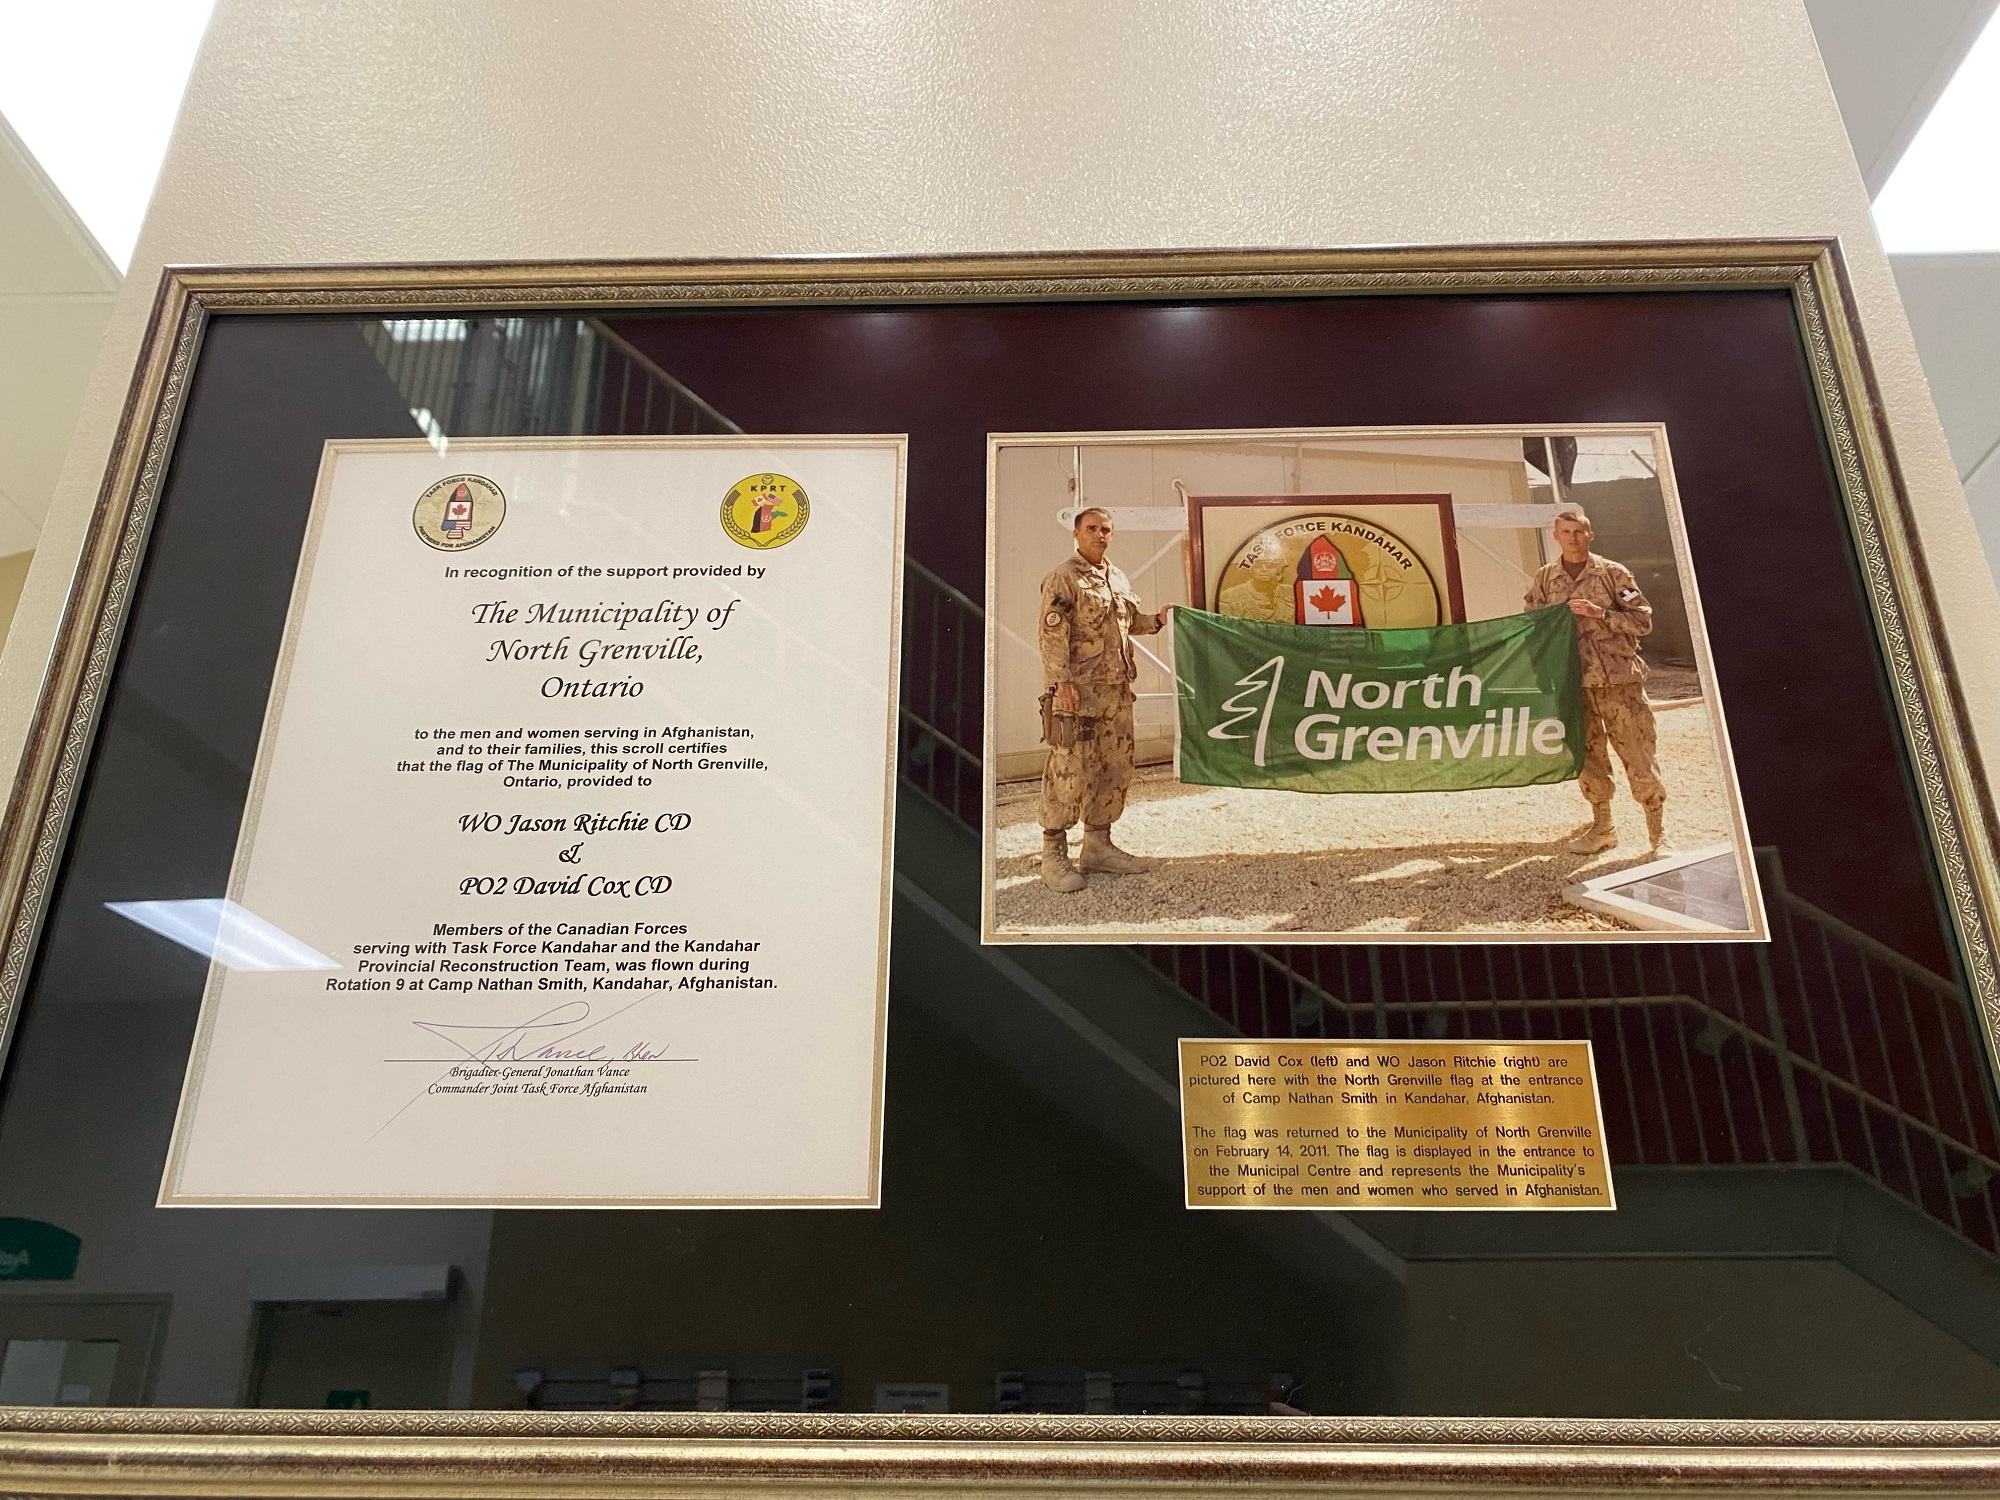 TASK FORCE KANDAHAR
PARTNERS FOR AFGHANISTAN
KPRT
In recognition of the support provided by
The Municipality of
North Grenville,
Ontario
to the men and women serving in Afghanistan,
and to their families, this scroll certifies
that the flag of The Municipality of North Grenville,
Ontario, provided to
WO Jason Ritchie CD
&
PO2 David Cox CD
Members of the Canadian Forces
serving with Task Force Kandahar and the Kandahar
Provincial Reconstruction Team, was flown during
Rotation 9 at Camp Nathan Smith, Kandahar, Afghanistan.
Brigadier-General Jonathan Vance
Commander Joint Task Force Afghanistan
TASK FORCE KANDAHAR
North
Grenville
PO2 David Cox (left) and WO Jason Ritchie (right) are
pictured here with the North Grenville flag at the entrance
of Camp Nathan Smith in Kandahar, Afghanistan.
The flag was returned to the Municipality of North Grenville
on February 14, 2011. The flag is displayed in the entrance to
the Municipal Centre and represents the Municipality's
support of the men and women who served in Afghanistan.